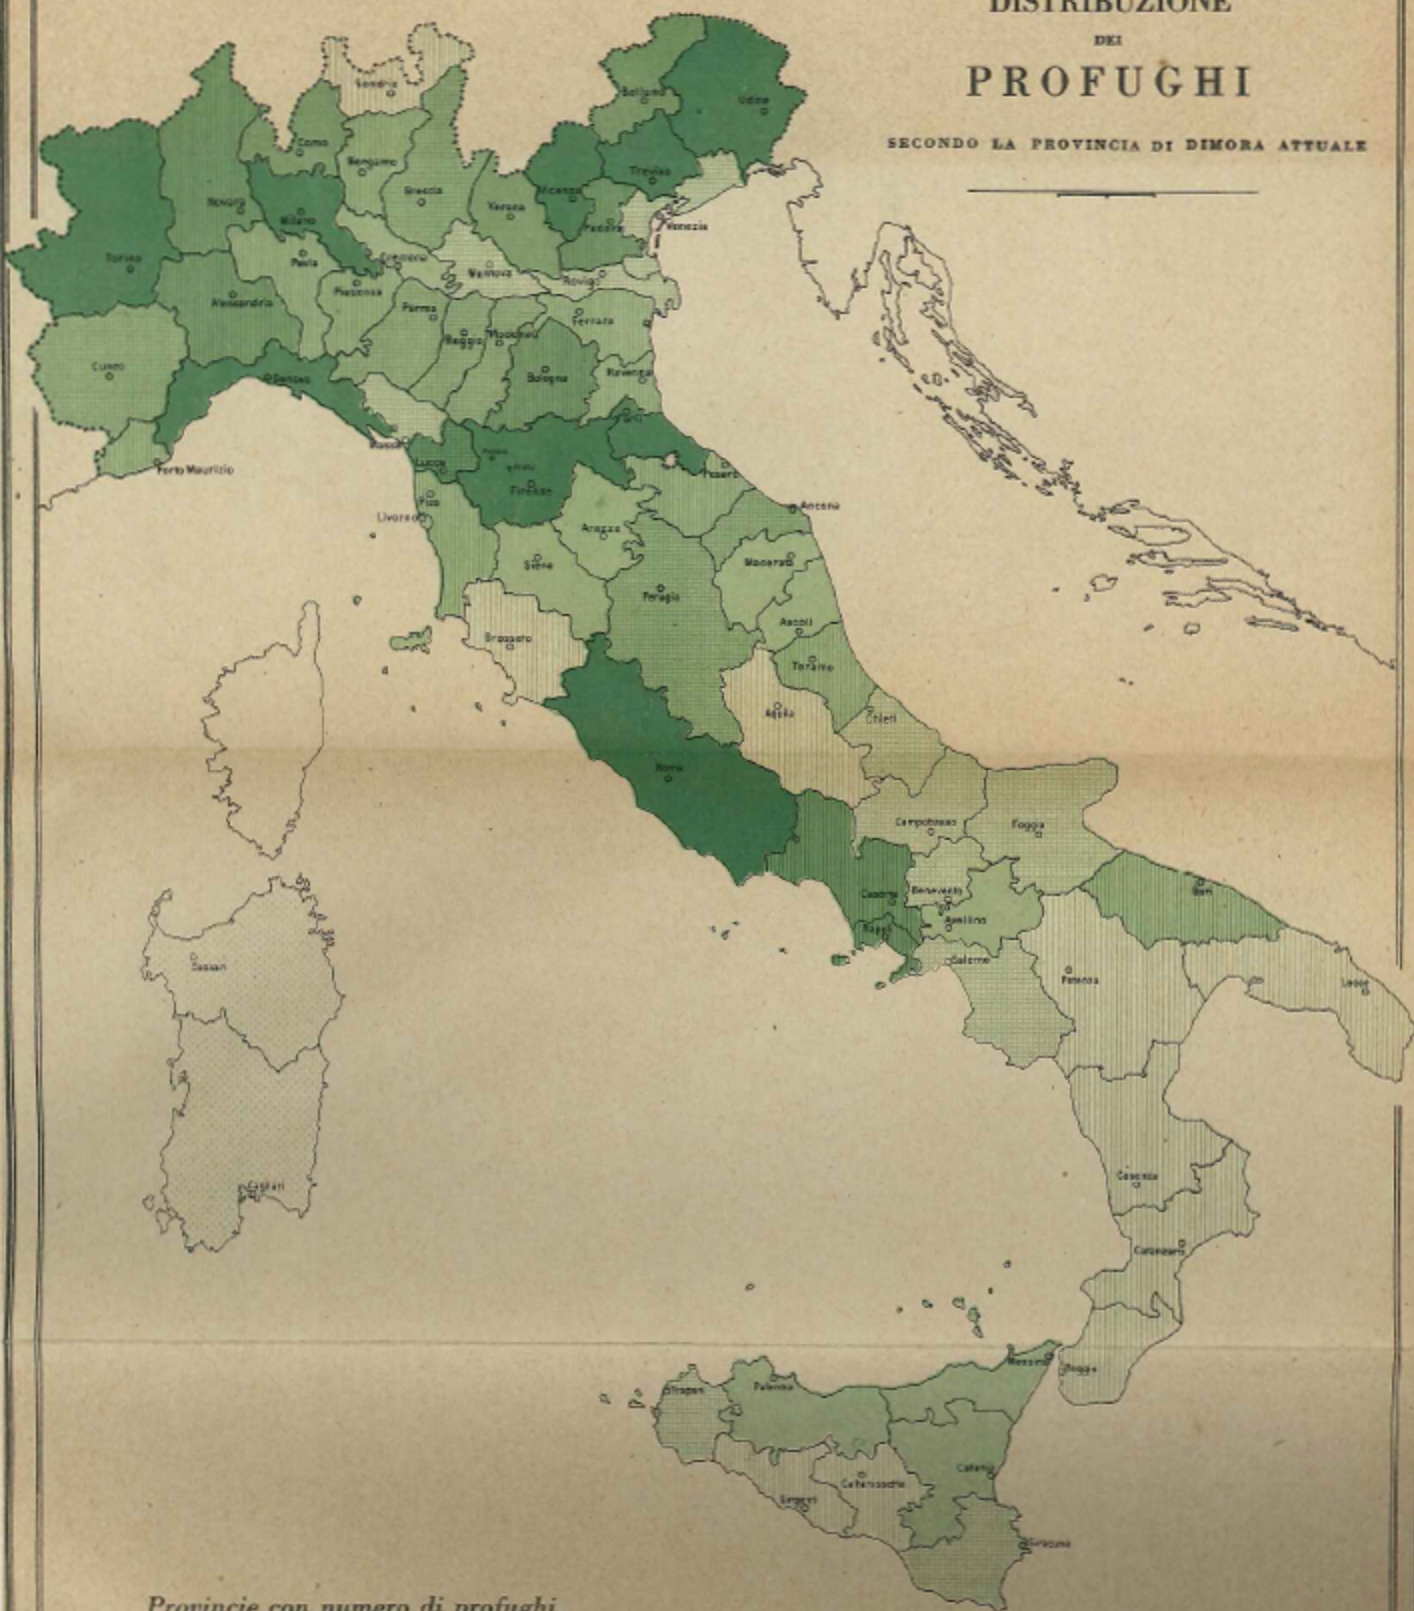 DISTRIBUZIONE
DEI
PROFUGHI
SECONDO LA PROVINCIA DI DIMORA ATTUALE
Sondrio
Belluno
Udine
Como
Bergamo
Brescia
Vicenza
Treviso
Novara
Milano
Verona
Padova
Venezia
Torino
Pavia
Cremona
Mantova
Rovigo
Alessandria
Piacenza
Parma
Ferrara
Reggio
Modena
Cuneo
Genova
Bologna
Ravenna
Massa
Lucca
Porto Maurizio
Firenze
Pesaro
Pisa
Livorno
Ancona
Arezzo
Siena
Macerata
Perugia
Ascoli
Grosseto
Teramo
Aquila
Chieti
Roma
Campobasso
Foggia
Caserta
Benevento
Bari
Napoli
Avellino
Salerno
Potenza
Lecce
Sassari
Cagliari
Cosenza
Catanzaro
Messina
Reggio
Trapani
Palermo
Caltanissetta
Catania
Girgenti
Siracusa
Provincie con numero di profughi